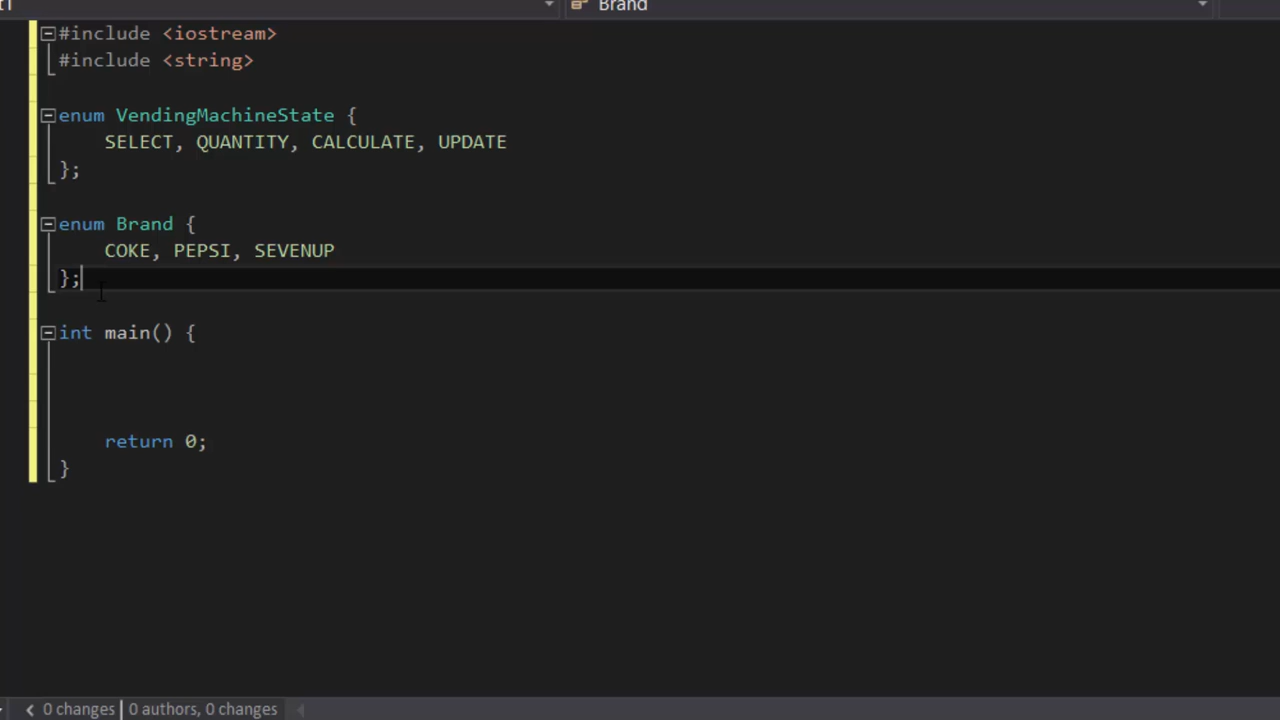 Brand
#include <iostream>
#include <string>
enum VendingMachineState {
    SELECT, QUANTITY, CALCULATE, UPDATE
};
enum Brand {
    COKE, PEPSI, SEVENUP
};
int main() {
    return 0;
}
0 changes | 0 authors, 0 changes